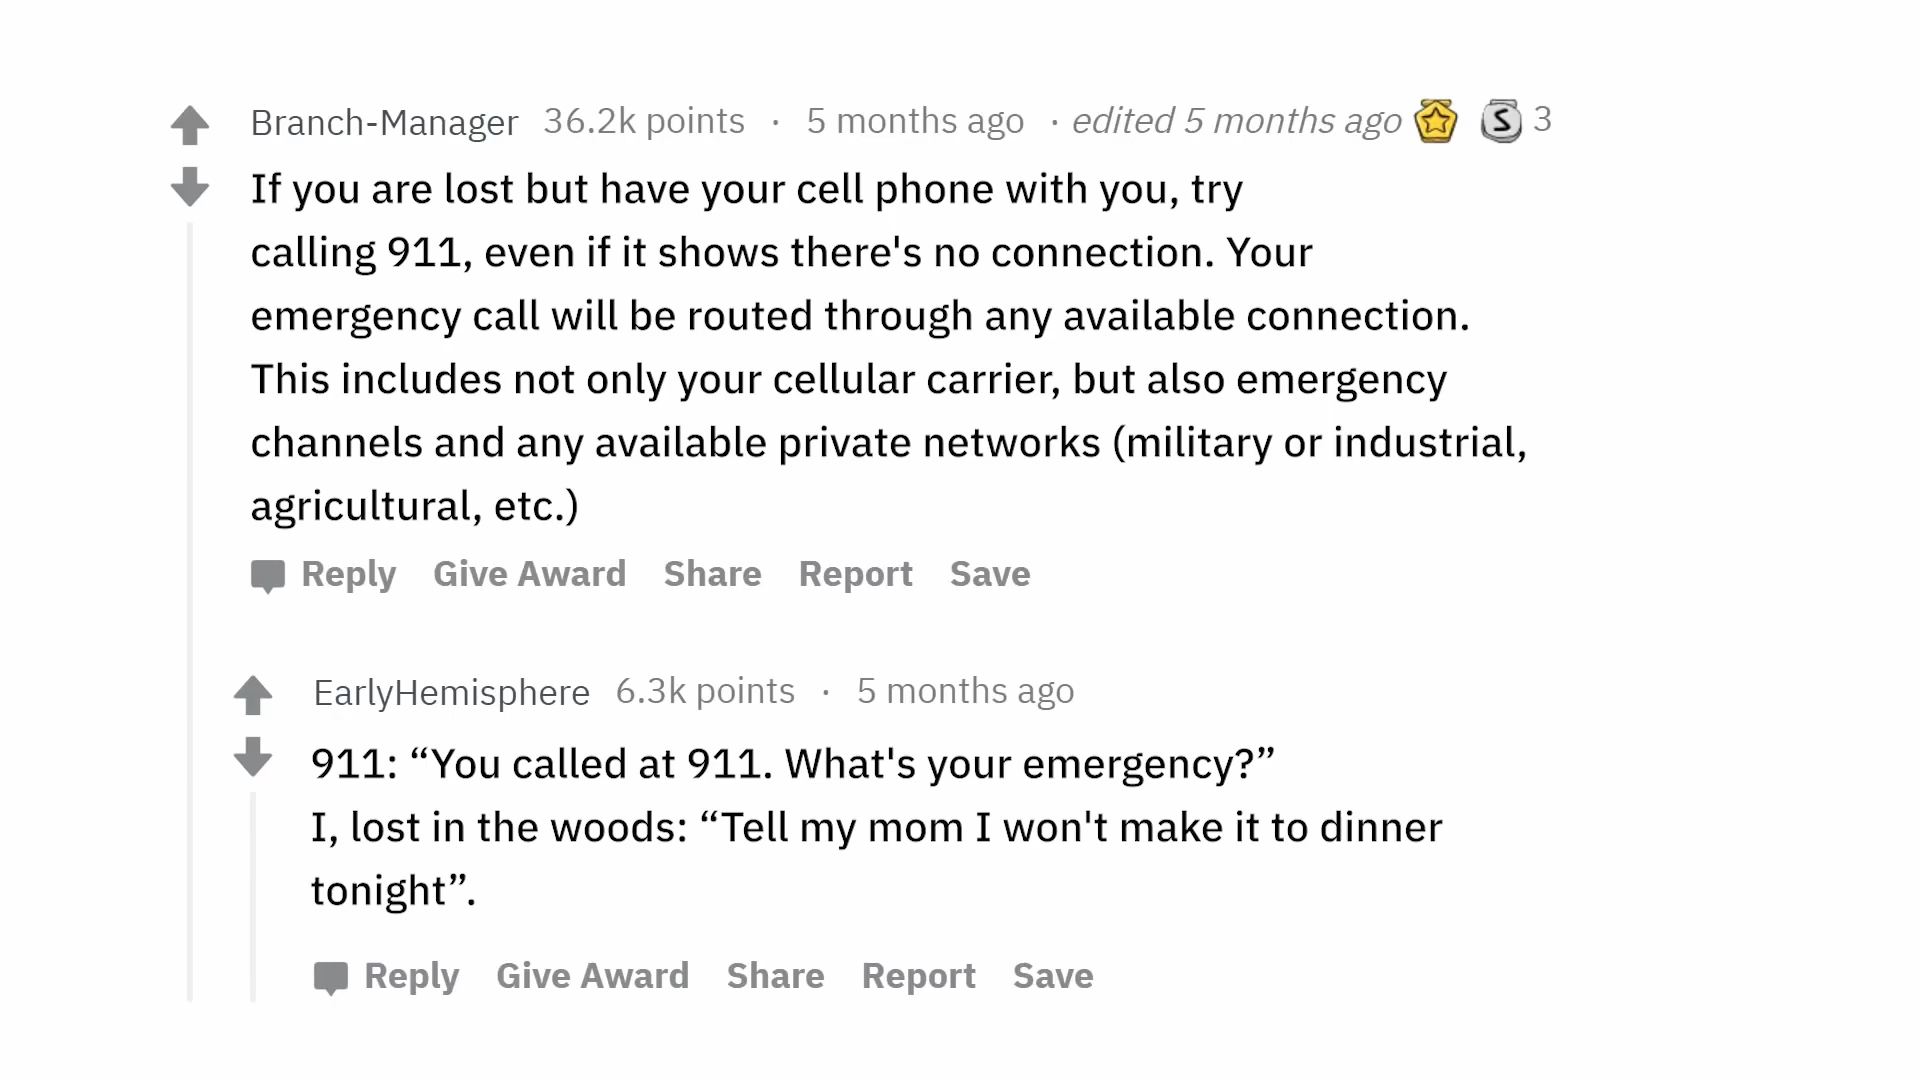 Branch-Manager 36.2k points · 5 months ago · edited 5 months ago S 3
If you are lost but have your cell phone with you, try
calling 911, even if it shows there's no connection. Your
emergency call will be routed through any available connection.
This includes not only your cellular carrier, but also emergency
channels and any available private networks (military or industrial,
agricultural, etc.)
Reply Give Award Share Report Save
EarlyHemisphere 6.3k points · 5 months ago
911: “You called at 911. What's your emergency?”
I, lost in the woods: “Tell my mom I won't make it to dinner
tonight”.
Reply Give Award Share Report Save